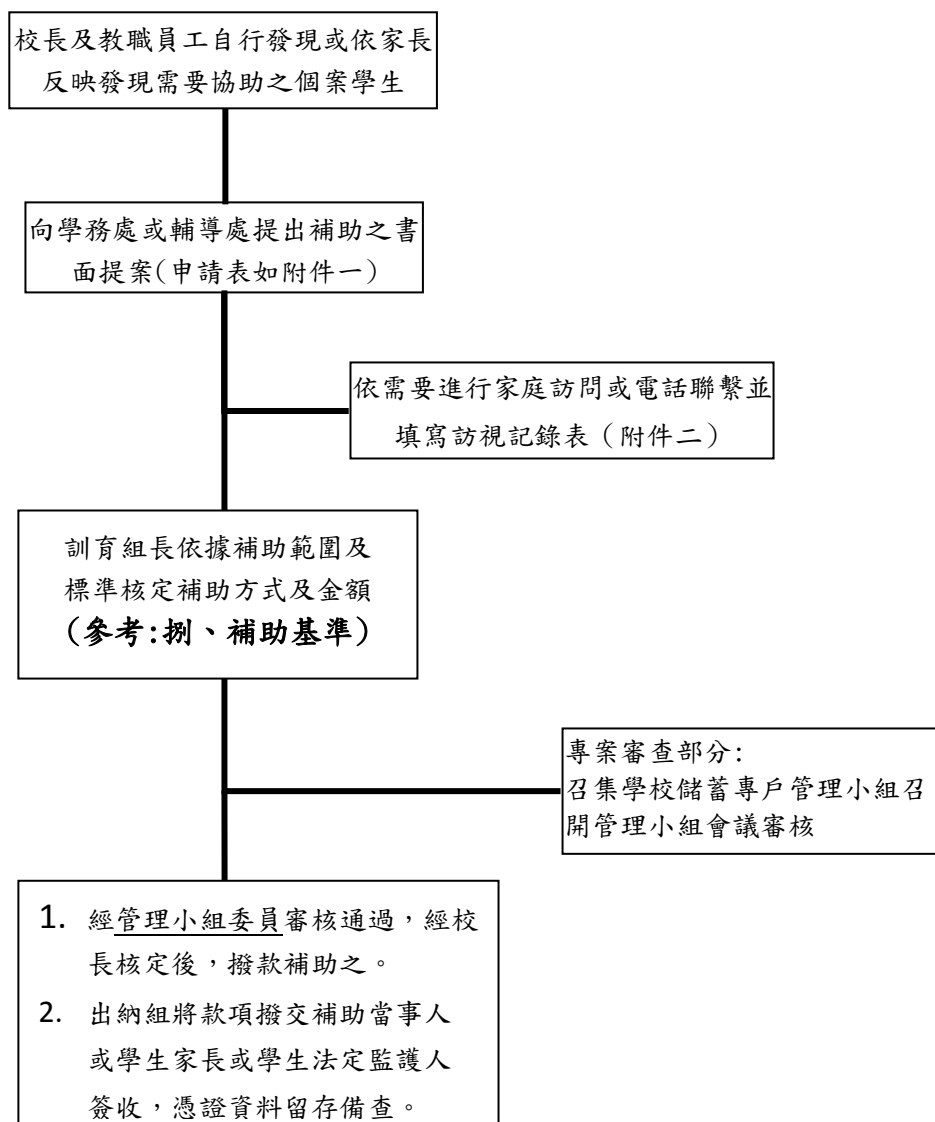 校長及教職員工自行發現或依家長
反映發現需要協助之個案學生
向學務處或輔導處提出補助之書
面提案(申請表如附件一)
依需要進行家庭訪問或電話聯繫並
填寫訪視記錄表（附件二）
訓育組長依據補助範圍及
標準核定補助方式及金額
(參考:捌、補助基準)
專案審查部分:
召集學校儲蓄專戶管理小組召
開管理小組會議審核
1. 經管理小組委員審核通過，經校
長核定後，撥款補助之。
2. 出納組將款項撥交補助當事人
或學生家長或學生法定監護人
簽收，憑證資料留存備查。